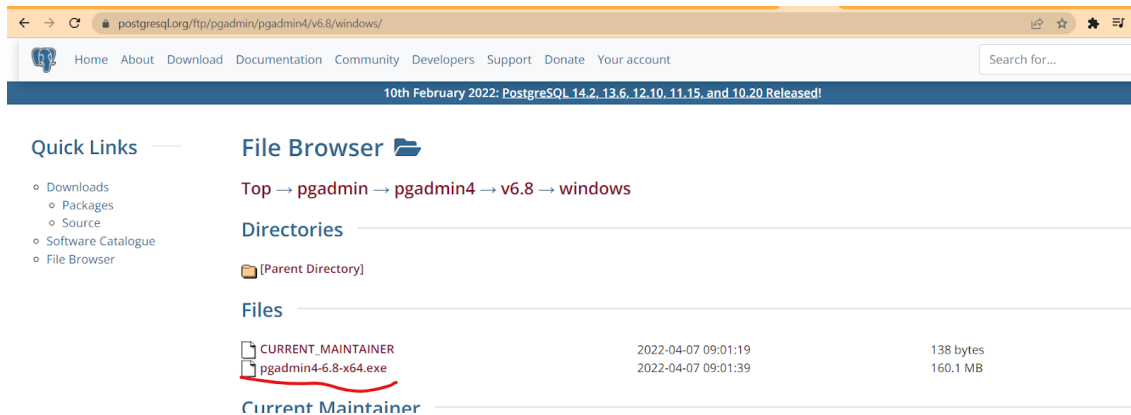 postgresql.org/ftp/pgadmin/pgadmin4/v6.8/windows/
Home About Download Documentation Community Developers Support Donate Your account Search for...
10th February 2022: PostgreSQL 14.2, 13.6, 12.10, 11.15, and 10.20 Released!
Quick Links
Downloads
Packages
Source
Software Catalogue
File Browser
File Browser
Top → pgadmin → pgadmin4 → v6.8 → windows
Directories
[Parent Directory]
Files
CURRENT_MAINTAINER 2022-04-07 09:01:19 138 bytes
pgadmin4-6.8-x64.exe 2022-04-07 09:01:39 160.1 MB
Current Maintainer